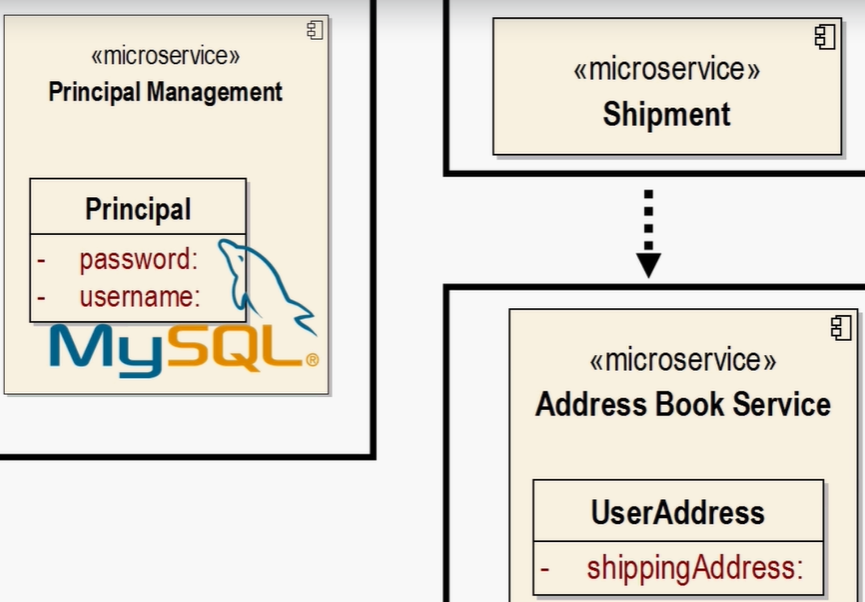 «microservice»
Principal Management
Principal
- password:
- username:
MySQL®
«microservice»
Shipment
«microservice»
Address Book Service
UserAddress
- shippingAddress: